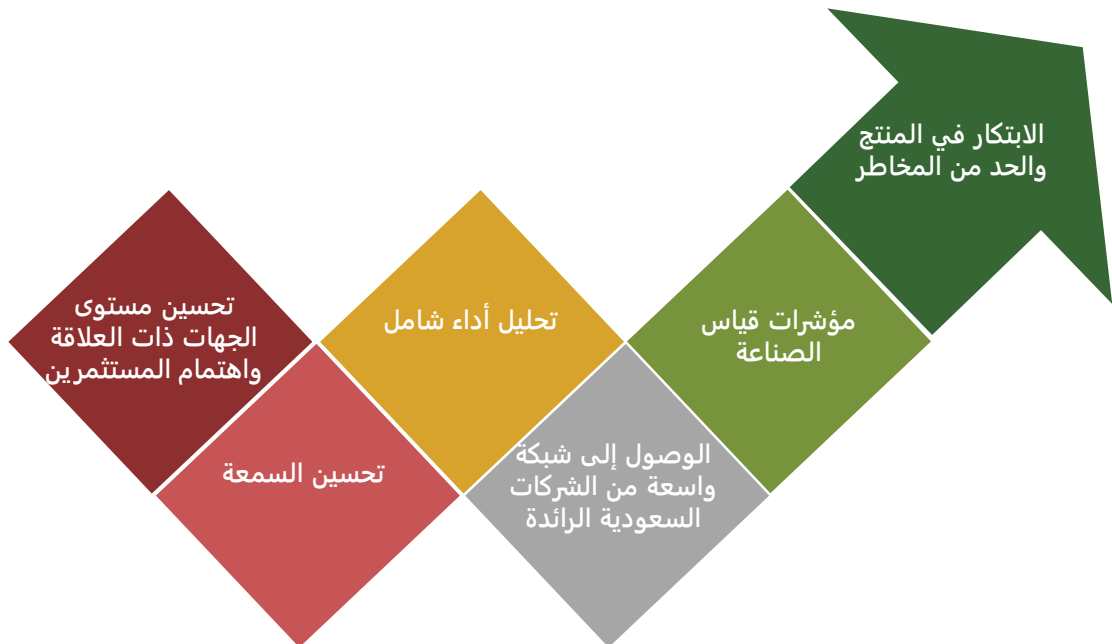 الابتكار في المنتج
والحد من المخاطر
تحسين مستوى
الجهات ذات العلاقة
واهتمام المستثمرين
تحليل أداء شامل
مؤشرات قياس
الصناعة
تحسين السمعة
الوصول إلى شبكة
واسعة من الشركات
السعودية الرائدة